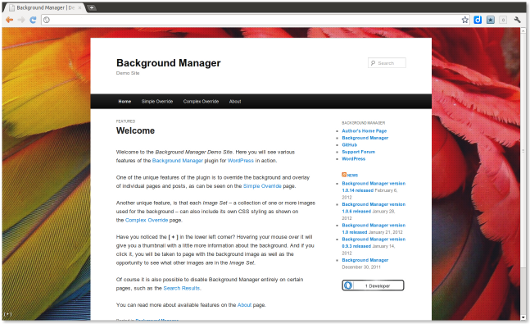 Background Manager | De
Background Manager
Demo Site
Search
Home Simple Override Complex Override About
FEATURED
Welcome
Welcome to the Background Manager Demo Site. Here you will see various
features of the Background Manager plugin for WordPress in action.
One of the unique features of the plugin is to override the background and overlay
of individual pages and posts, as can be seen on the Simple Override page.
Another unique feature, is that each Image Set – a collection of one or more images
used for the background – can also include its own CSS styling as shown on
the Complex Override page.
Have you noticed the [ + ] in the lower left corner? Hovering your mouse over it will
give you a thumbnail with a little more information about the background. And if you
click it, you will be taken to page with the background image as well as the
opportunity to see what other images are in the Image Set.
Of course it is also possible to disable Background Manager entirely on certain
pages, such as the Search Results.
You can read more about available features on the About page.
BACKGROUND MANAGER
Author's Home Page
Background Manager
GitHub
Support Forum
WordPress
NEWS
Background Manager version
1.0.14 released February 6,
2012
Background Manager version
1.0.6 released January 29,
2012
Background Manager version
1.0 released January 21, 2012
Background Manager version
0.9.3 released January 14,
2012
Background Manager
December 30, 2011
1 Developer
[ + ]